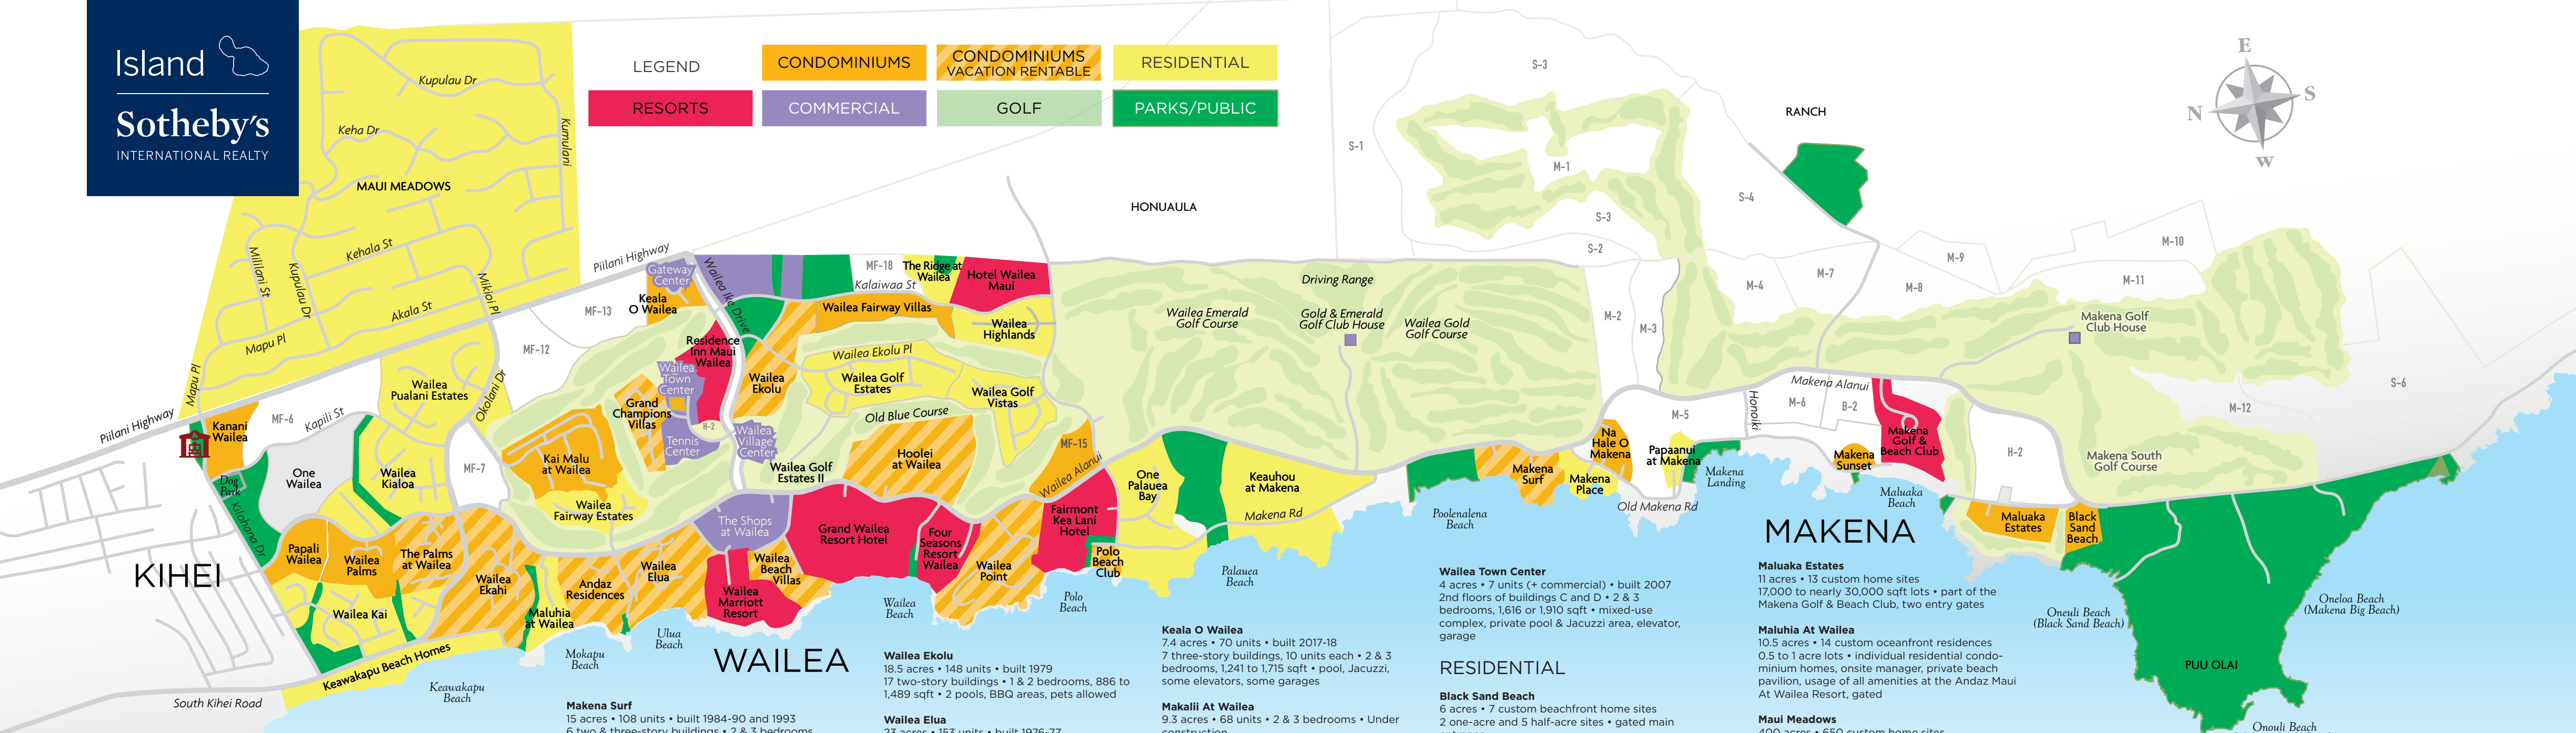 Island
Sotheby's
INTERNATIONAL REALTY
LEGEND
CONDOMINIUMS
CONDOMINIUMS
VACATION RENTABLE
RESIDENTIAL
RESORTS
COMMERCIAL
GOLF
PARKS/PUBLIC
E
S
N
W
Kupulau Dr
Keha Dr
Kumulani
MAUI MEADOWS
Mililani St
Kupulau Dr
Kehala St
Mikioi Pl
Akala St
Mapu Pl
Mapu Pl
Piilani Highway
Piilani Highway
HONUAULA
RANCH
S-3
S-1
M-1
S-3
S-2
S-4
M-2
M-3
M-4
M-7
M-8
M-9
M-10
M-11
M-12
S-6
Gateway
Center
Keala
O Wailea
MF-13
MF-12
Wailea Ike Drive
MF-18
Kalaiwaa St
The Ridge at
Wailea
Hotel Wailea
Maui
Wailea Fairway Villas
Wailea
Highlands
Residence
Inn Maui
Wailea
Wailea
Town
Center
Wailea
Ekolu
Wailea Ekolu Pl
Wailea Golf
Estates
Wailea Golf
Vistas
Old Blue Course
Grand
Champions
Villas
H-2
Tennis
Center
Wailea
Village
Center
Wailea Golf
Estates II
Hoolei
at Wailea
MF-15
Wailea Alanui
Wailea
Pualani Estates
Okolani Dr
Kanani
Wailea
MF-6
Kapili St
One
Wailea
Wailea
Kialoa
MF-7
Kai Malu
at Wailea
Wailea
Fairway Estates
Dog
Park
Kilohana Dr
Papali
Wailea
Wailea
Palms
The Palms
at Wailea
Wailea
Ekahi
Wailea Kai
Maluhia
at Wailea
Andaz
Residences
Wailea
Elua
The Shops
at Wailea
Wailea
Beach
Villas
Wailea
Marriott
Resort
Grand Wailea
Resort Hotel
Four
Seasons
Resort
Wailea
Wailea
Point
Fairmont
Kea Lani
Hotel
Polo
Beach
Club
One
Palauea
Bay
Keauhou
at Makena
Makena Rd
Driving Range
Wailea Emerald
Golf Course
Gold & Emerald
Golf Club House
Wailea Gold
Golf Course
Makena
Surf
Na
Hale O
Makena
Makena
Place
M-5
Papaanui
at Makena
Old Makena Rd
Makena
Landing
Honoiki
Makena Alanui
M-6
B-2
Makena
Sunset
Makena
Golf &
Beach Club
H-2
Makena Golf
Club House
Makena South
Golf Course
Maluaka
Estates
Black
Sand
Beach
KIHEI
WAILEA
MAKENA
South Kihei Road
Keawakapu Beach Homes
Keawakapu
Beach
Mokapu
Beach
Ulua
Beach
Wailea
Beach
Polo
Beach
Palauea
Beach
Poolenalena
Beach
Maluaka
Beach
Oneuli Beach
(Black Sand Beach)
Oneloa Beach
(Makena Big Beach)
PUU OLAI
Onouli Beach
Makena Surf
15 acres • 108 units • built 1984-90 and 1993
6 two & three-story buildings • 2 & 3 bedrooms
Wailea Ekolu
18.5 acres • 148 units • built 1979
17 two-story buildings • 1 & 2 bedrooms, 886 to
1,489 sqft • 2 pools, BBQ areas, pets allowed
Wailea Elua
23 acres • 153 units • built 1976-77
Keala O Wailea
7.4 acres • 70 units • built 2017-18
7 three-story buildings, 10 units each • 2 & 3
bedrooms, 1,241 to 1,715 sqft • pool, Jacuzzi,
some elevators, some garages
Makalii At Wailea
9.3 acres • 68 units • 2 & 3 bedrooms • Under
construction
Wailea Town Center
4 acres • 7 units (+ commercial) • built 2007
2nd floors of buildings C and D • 2 & 3
bedrooms, 1,616 or 1,910 sqft • mixed-use
complex, private pool & Jacuzzi area, elevator,
garage
RESIDENTIAL
Black Sand Beach
6 acres • 7 custom beachfront home sites
2 one-acre and 5 half-acre sites • gated main
Maluaka Estates
11 acres • 13 custom home sites
17,000 to nearly 30,000 sqft lots • part of the
Makena Golf & Beach Club, two entry gates
Maluhia At Wailea
10.5 acres • 14 custom oceanfront residences
0.5 to 1 acre lots • individual residential condo-
minium homes, onsite manager, private beach
pavilion, usage of all amenities at the Andaz Maui
At Wailea Resort, gated
Maui Meadows
400 acres • 650 custom home sites